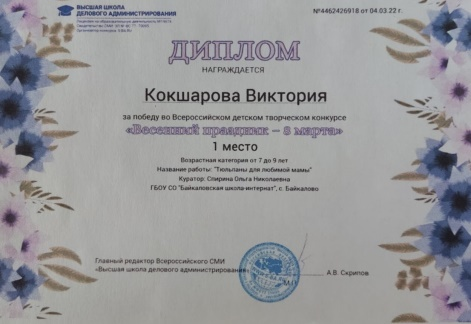 ВЫСШАЯ ШКОЛА
ДЕЛОВОГО АДМИНИСТРИРОВАНИЯ
№4462426918 от 04.03.22 г.
ДИПЛОМ
НАГРАЖДАЕТСЯ
Кокшарова Виктория
за победу во Всероссийском детском творческом конкурсе
«Весенний праздник – 8 марта»
1 место
Возрастная категория от 7 до 9 лет
Название работы: "Тюльпаны для любимой мамы"
Куратор: Спирина Ольга Николаевна
ГБОУ СО "Байкаловская школа-интернат", с. Байкалово
Главный редактор Всероссийского СМИ
«Высшая школа делового администрирования»
А.В. Скрипов